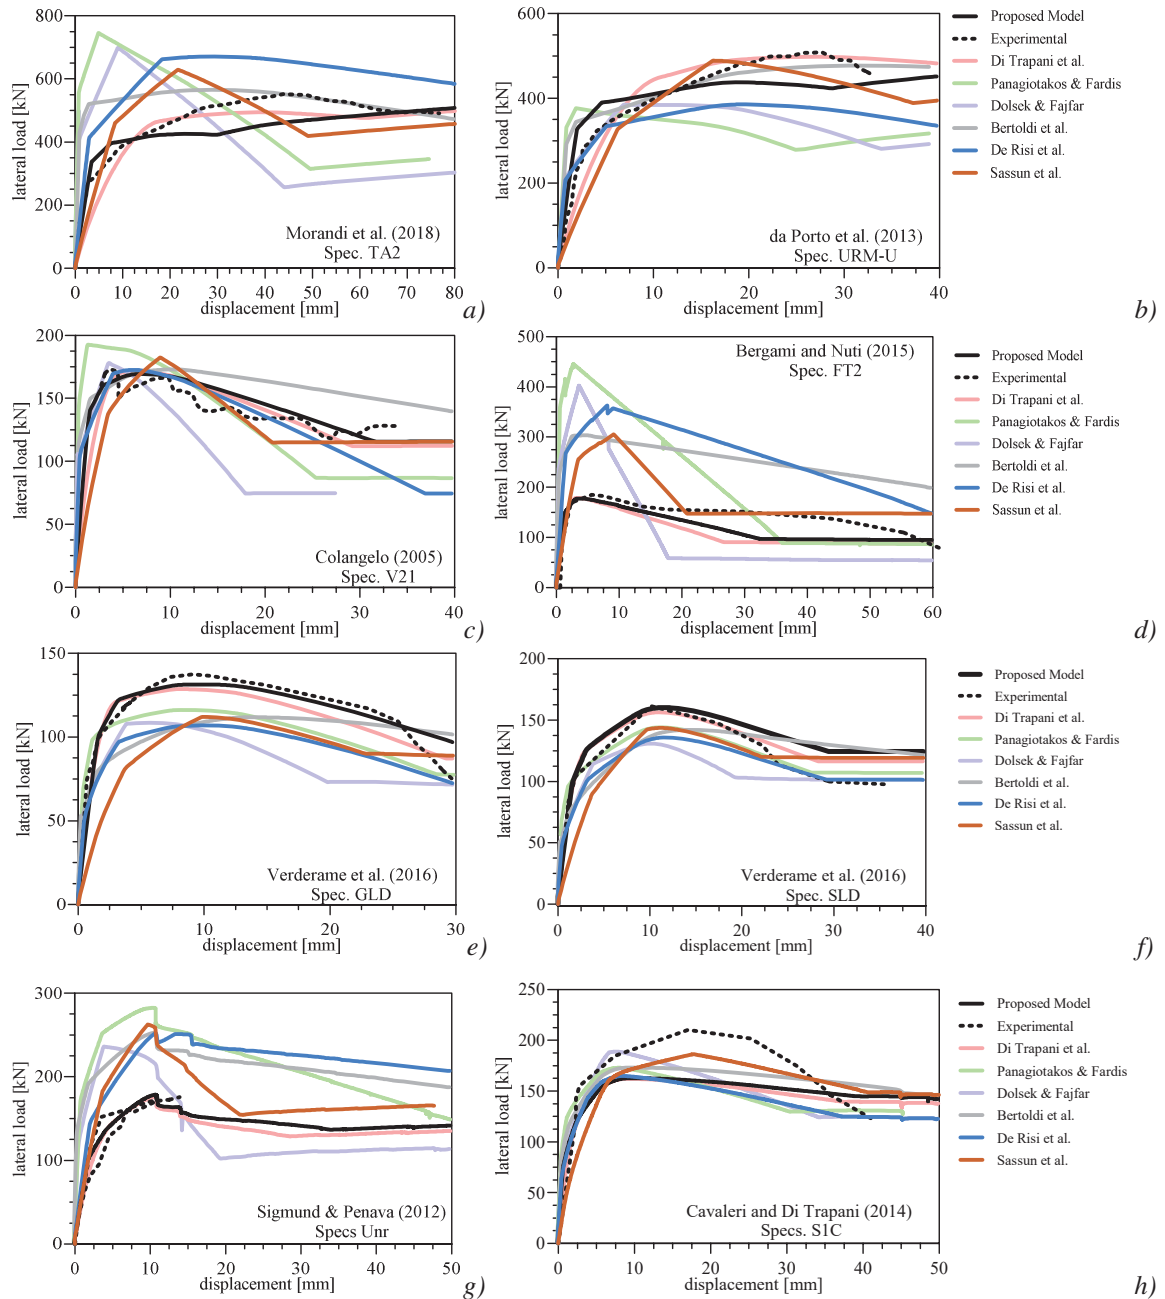 800
600
400
200
0
lateral load [kN]
0 10 20 30 40 50 60 70 80
displacement [mm]
Morandi et al. (2018)
Spec. TA2
a)
600
400
200
0
lateral load [kN]
0 10 20 30 40
displacement [mm]
da Porto et al. (2013)
Spec. URM-U
b)
Proposed Model
Experimental
Di Trapani et al.
Panagiotakos & Fardis
Dolsek & Fajfar
Bertoldi et al.
De Risi et al.
Sassun et al.
200
150
100
50
0
lateral load [kN]
0 10 20 30 40
displacement [mm]
Colangelo (2005)
Spec. V21
c)
500
400
300
200
100
0
lateral load [kN]
0 10 20 30 40 50 60
displacement [mm]
Bergami and Nuti (2015)
Spec. FT2
d)
Proposed Model
Experimental
Di Trapani et al.
Panagiotakos & Fardis
Dolsek & Fajfar
Bertoldi et al.
De Risi et al.
Sassun et al.
150
100
50
0
lateral load [kN]
0 10 20 30
displacement [mm]
Verderame et al. (2016)
Spec. GLD
e)
200
150
100
50
0
lateral load [kN]
0 10 20 30 40
displacement [mm]
Verderame et al. (2016)
Spec. SLD
f)
Proposed Model
Experimental
Di Trapani et al.
Panagiotakos & Fardis
Dolsek & Fajfar
Bertoldi et al.
De Risi et al.
Sassun et al.
300
200
100
0
lateral load [kN]
0 10 20 30 40 50
displacement [mm]
Sigmund & Penava (2012)
Specs Unr
g)
250
200
150
100
50
0
lateral load [kN]
0 10 20 30 40 50
displacement [mm]
Cavaleri and Di Trapani (2014)
Specs. S1C
h)
Proposed Model
Experimental
Di Trapani et al.
Panagiotakos & Fardis
Dolsek & Fajfar
Bertoldi et al.
De Risi et al.
Sassun et al.